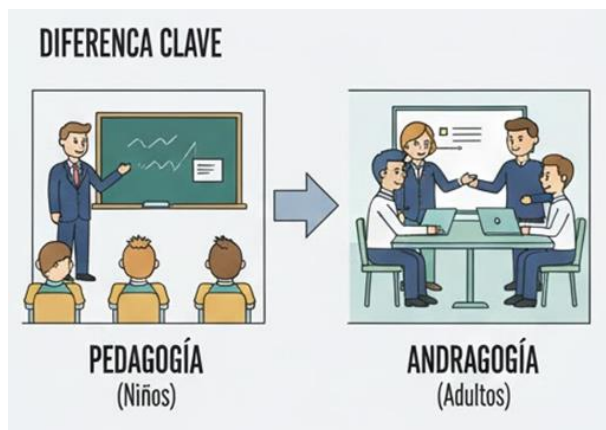 DIFERENCA CLAVE
PEDAGOGÍA
(Niños)
ANDRAGOGÍA
(Adultos)